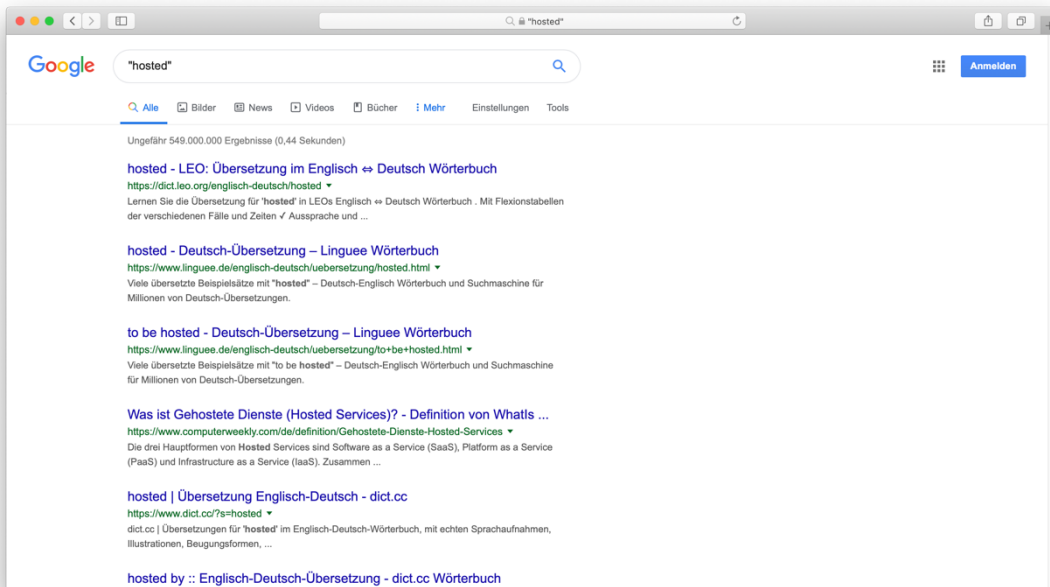 "hosted"
Google
"hosted"
Anmelden
Alle Bilder News Videos Bücher Mehr Einstellungen Tools
Ungefähr 549.000.000 Ergebnisse (0,44 Sekunden)
hosted - LEO: Übersetzung im Englisch ⇔ Deutsch Wörterbuch
https://dict.leo.org/englisch-deutsch/hosted
Lernen Sie die Übersetzung für 'hosted' in LEOs Englisch ⇔ Deutsch Wörterbuch . Mit Flexionstabellen
der verschiedenen Fälle und Zeiten ✓ Aussprache und ...
hosted - Deutsch-Übersetzung – Linguee Wörterbuch
https://www.linguee.de/englisch-deutsch/uebersetzung/hosted.html
Viele übersetzte Beispielsätze mit "hosted" – Deutsch-Englisch Wörterbuch und Suchmaschine für
Millionen von Deutsch-Übersetzungen.
to be hosted - Deutsch-Übersetzung – Linguee Wörterbuch
https://www.linguee.de/englisch-deutsch/uebersetzung/to+be+hosted.html
Viele übersetzte Beispielsätze mit "to be hosted" – Deutsch-Englisch Wörterbuch und Suchmaschine
für Millionen von Deutsch-Übersetzungen.
Was ist Gehostete Dienste (Hosted Services)? - Definition von WhatIs ...
https://www.computerweekly.com/de/definition/Gehostete-Dienste-Hosted-Services
Die drei Hauptformen von Hosted Services sind Software as a Service (SaaS), Platform as a Service
(PaaS) und Infrastructure as a Service (IaaS). Zusammen ...
hosted | Übersetzung Englisch-Deutsch - dict.cc
https://www.dict.cc/?s=hosted
dict.cc | Übersetzungen für 'hosted' im Englisch-Deutsch-Wörterbuch, mit echten Sprachaufnahmen,
Illustrationen, Beugungsformen, ...
hosted by :: Englisch-Deutsch-Übersetzung - dict.cc Wörterbuch